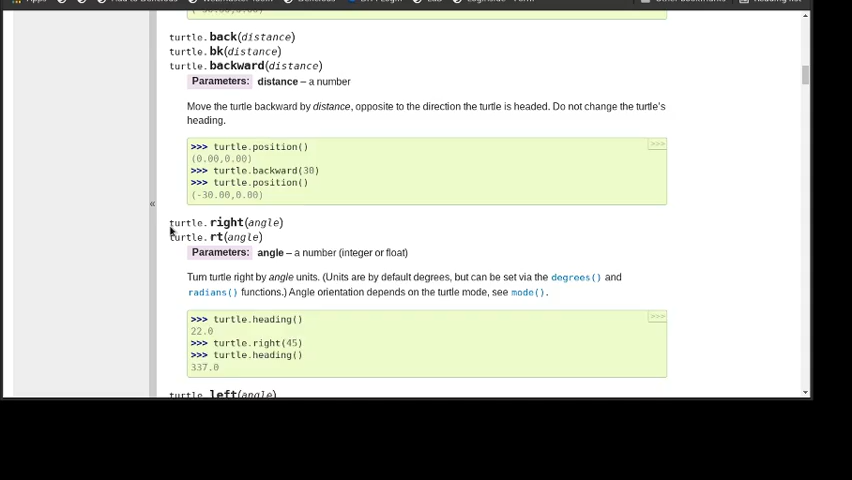 turtle.back(distance)
turtle.bk(distance)
turtle.backward(distance)
Parameters: distance – a number
Move the turtle backward by distance, opposite to the direction the turtle is headed. Do not change the turtle's
heading.
>>> turtle.position()
>>>
(0.00,0.00)
>>> turtle.backward(30)
>>> turtle.position()
(-30.00,0.00)
«
turtle.right(angle)
turtle.rt(angle)
Parameters: angle – a number (integer or float)
Turn turtle right by angle units. (Units are by default degrees, but can be set via the degrees() and
radians() functions.) Angle orientation depends on the turtle mode, see mode().
>>> turtle.heading()
>>>
22.0
>>> turtle.right(45)
>>> turtle.heading()
337.0
turtle.left(angle)